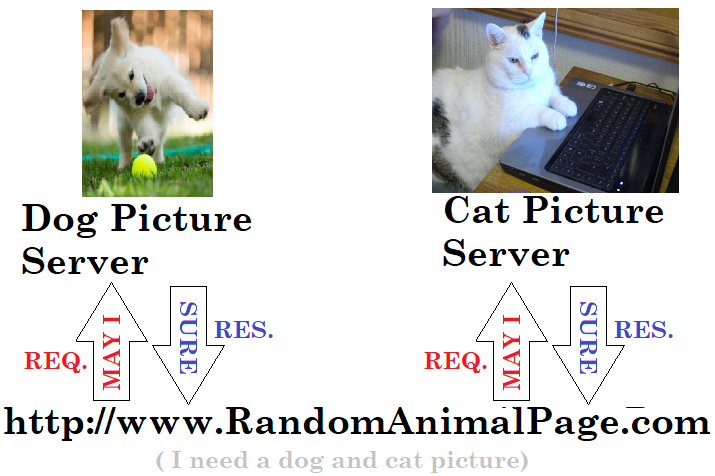 Dog Picture
Server
Cat Picture
Server
REQ.
MAY I
SURE
RES.
REQ.
MAY I
SURE
RES.
http://www.RandomAnimalPage.com
( I need a dog and cat picture)